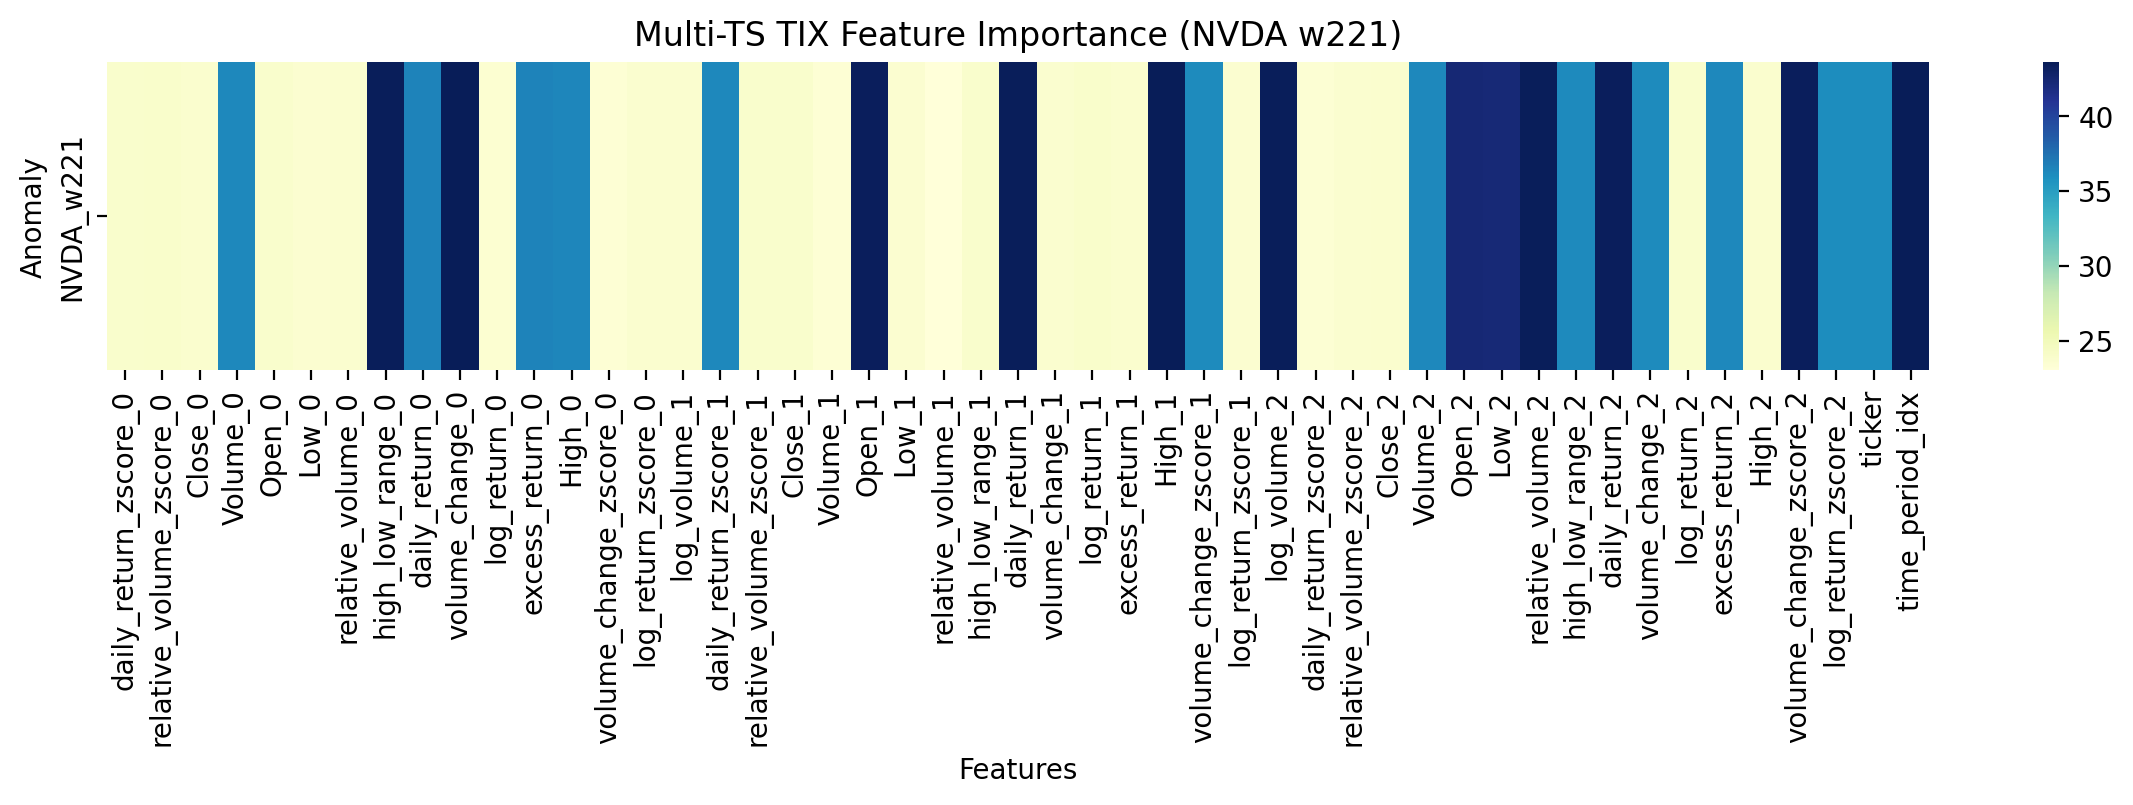 Multi-TS TIX Feature Importance (NVDA w221)
Anomaly
NVDA_w221
40
35
30
25
daily_return_zscore_0
relative_volume_zscore_0
Close_0
Volume_0
Open_0
Low_0
relative_volume_0
high_low_range_0
daily_return_0
volume_change_0
log_return_0
excess_return_0
High_0
volume_change_zscore_0
log_return_zscore_0
log_volume_1
daily_return_zscore_1
relative_volume_zscore_1
Close_1
Volume_1
Open_1
Low_1
relative_volume_1
high_low_range_1
daily_return_1
volume_change_1
log_return_1
excess_return_1
High_1
volume_change_zscore_1
log_return_zscore_1
log_volume_2
daily_return_zscore_2
relative_volume_zscore_2
Close_2
Volume_2
Open_2
Low_2
relative_volume_2
high_low_range_2
daily_return_2
volume_change_2
log_return_2
excess_return_2
High_2
volume_change_zscore_2
log_return_zscore_2
ticker
time_period_idx
Features